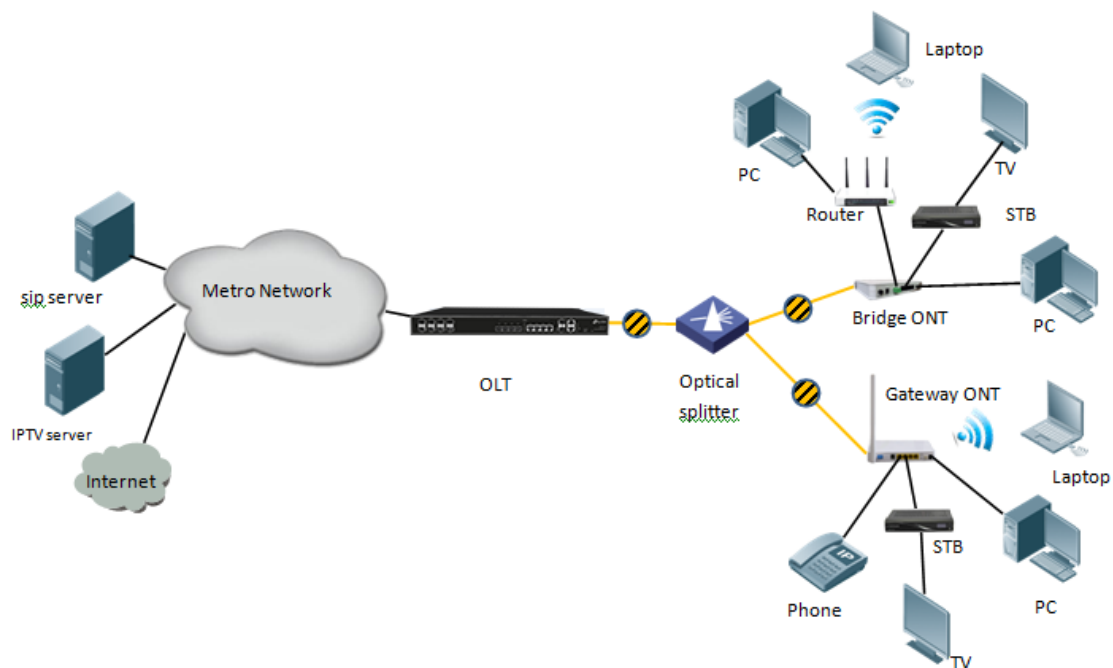 Laptop
PC
TV
Router
STB
sip server
Metro Network
Bridge ONT
PC
OLT
Optical
splitter
Gateway ONT
IPTV server
Internet
Laptop
STB
IP
Phone
PC
TV